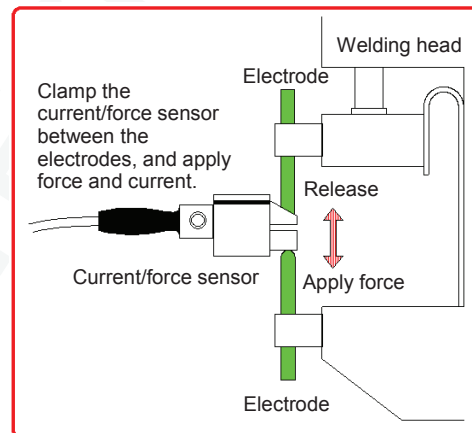 Welding head
Electrode
Clamp the
current/force sensor
between the
electrodes, and apply
force and current.
Release
Current/force sensor
Apply force
Electrode